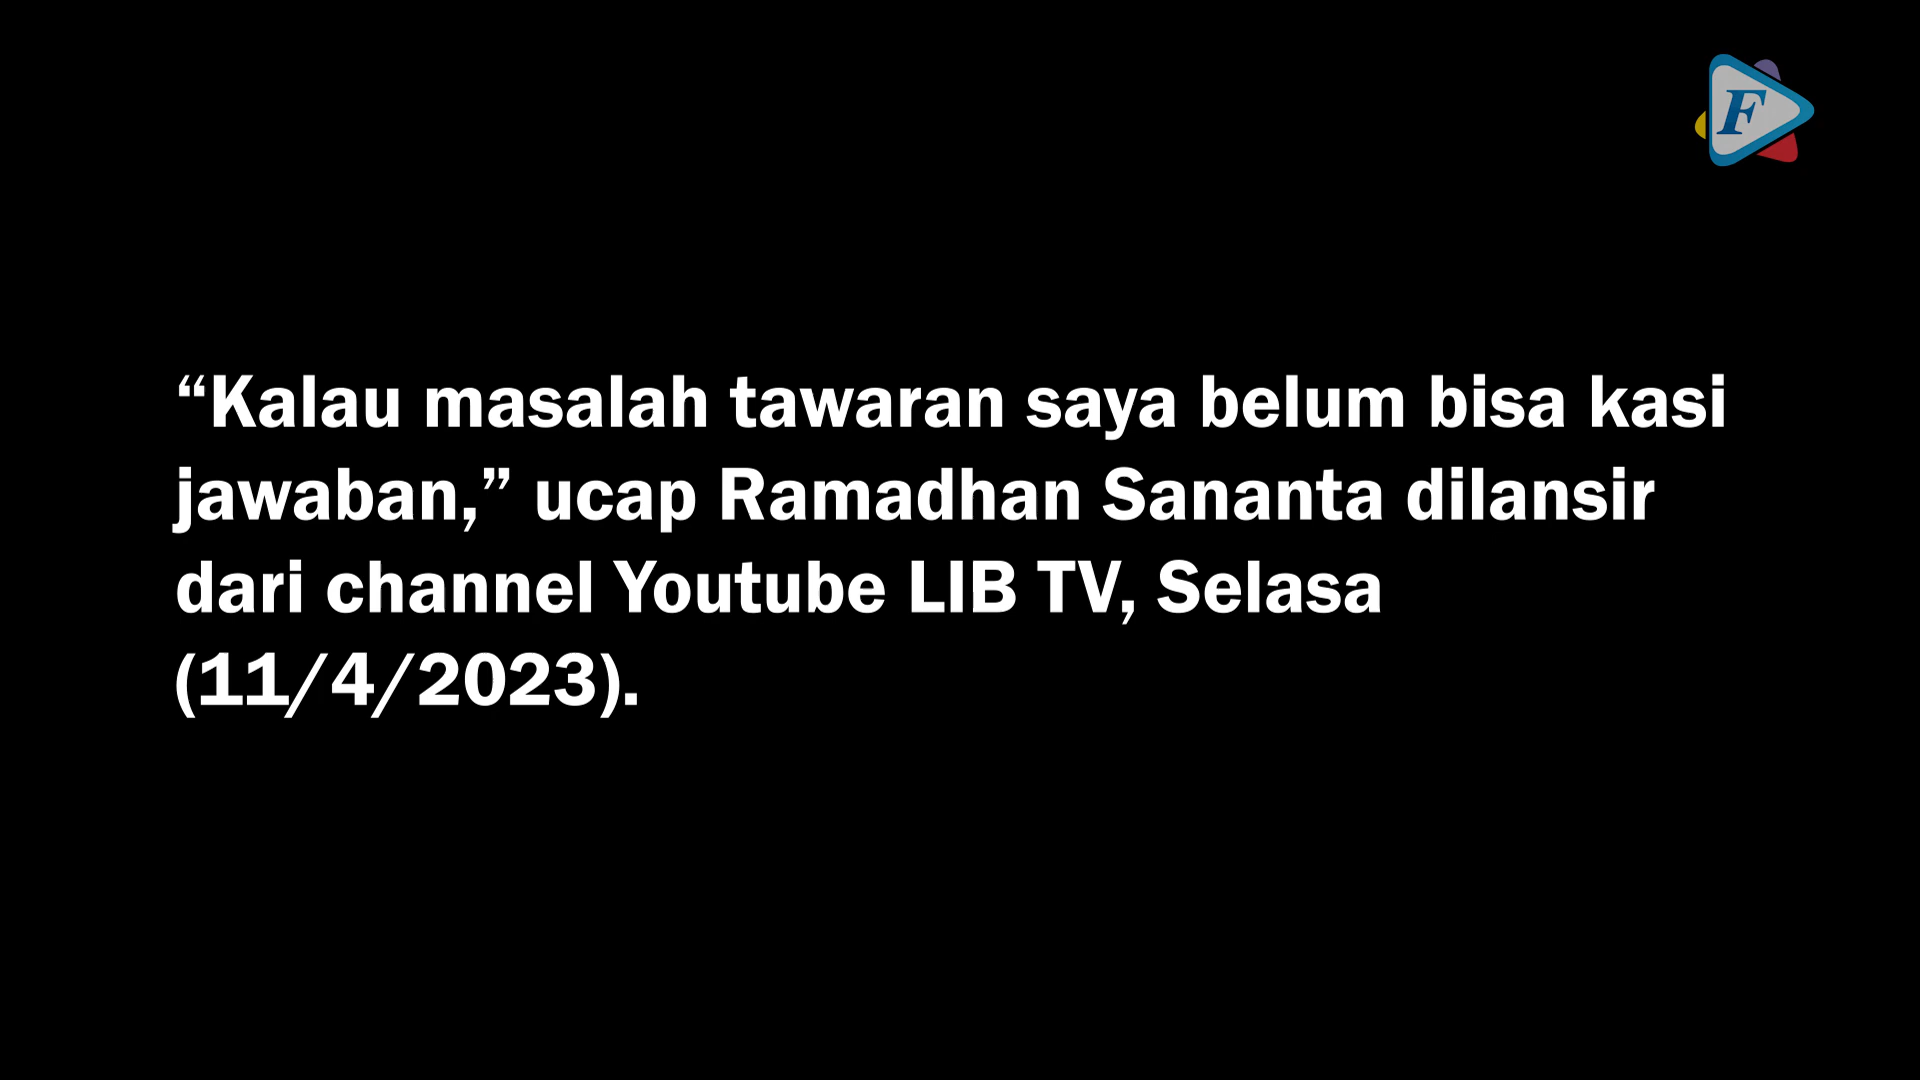 F
“Kalau masalah tawaran saya belum bisa kasi
jawaban,” ucap Ramadhan Sananta dilansir
dari channel Youtube LIB TV, Selasa
(11/4/2023).